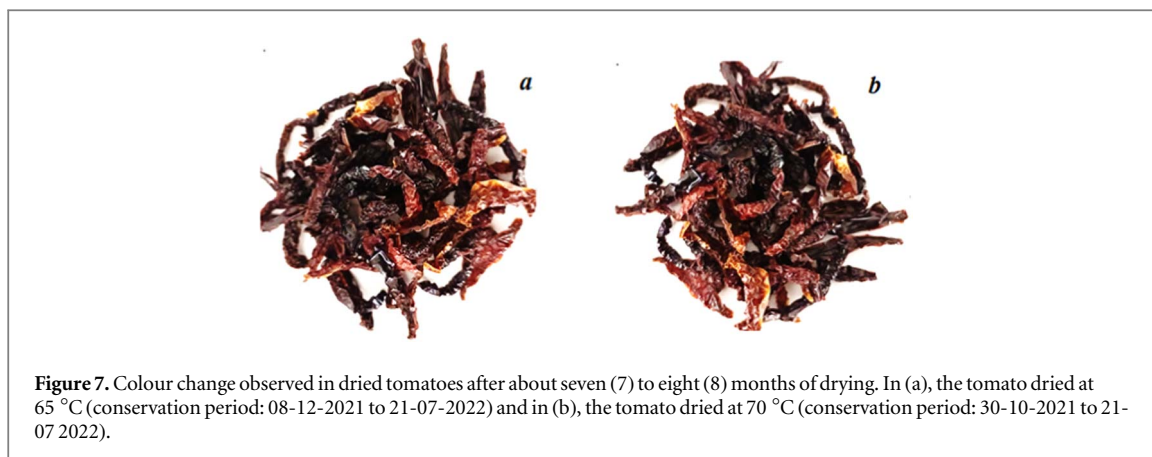 a
b
Figure 7. Colour change observed in dried tomatoes after about seven (7) to eight (8) months of drying. In (a), the tomato dried at
65 °C (conservation period: 08-12-2021 to 21-07-2022) and in (b), the tomato dried at 70 °C (conservation period: 30-10-2021 to 21-
07 2022).